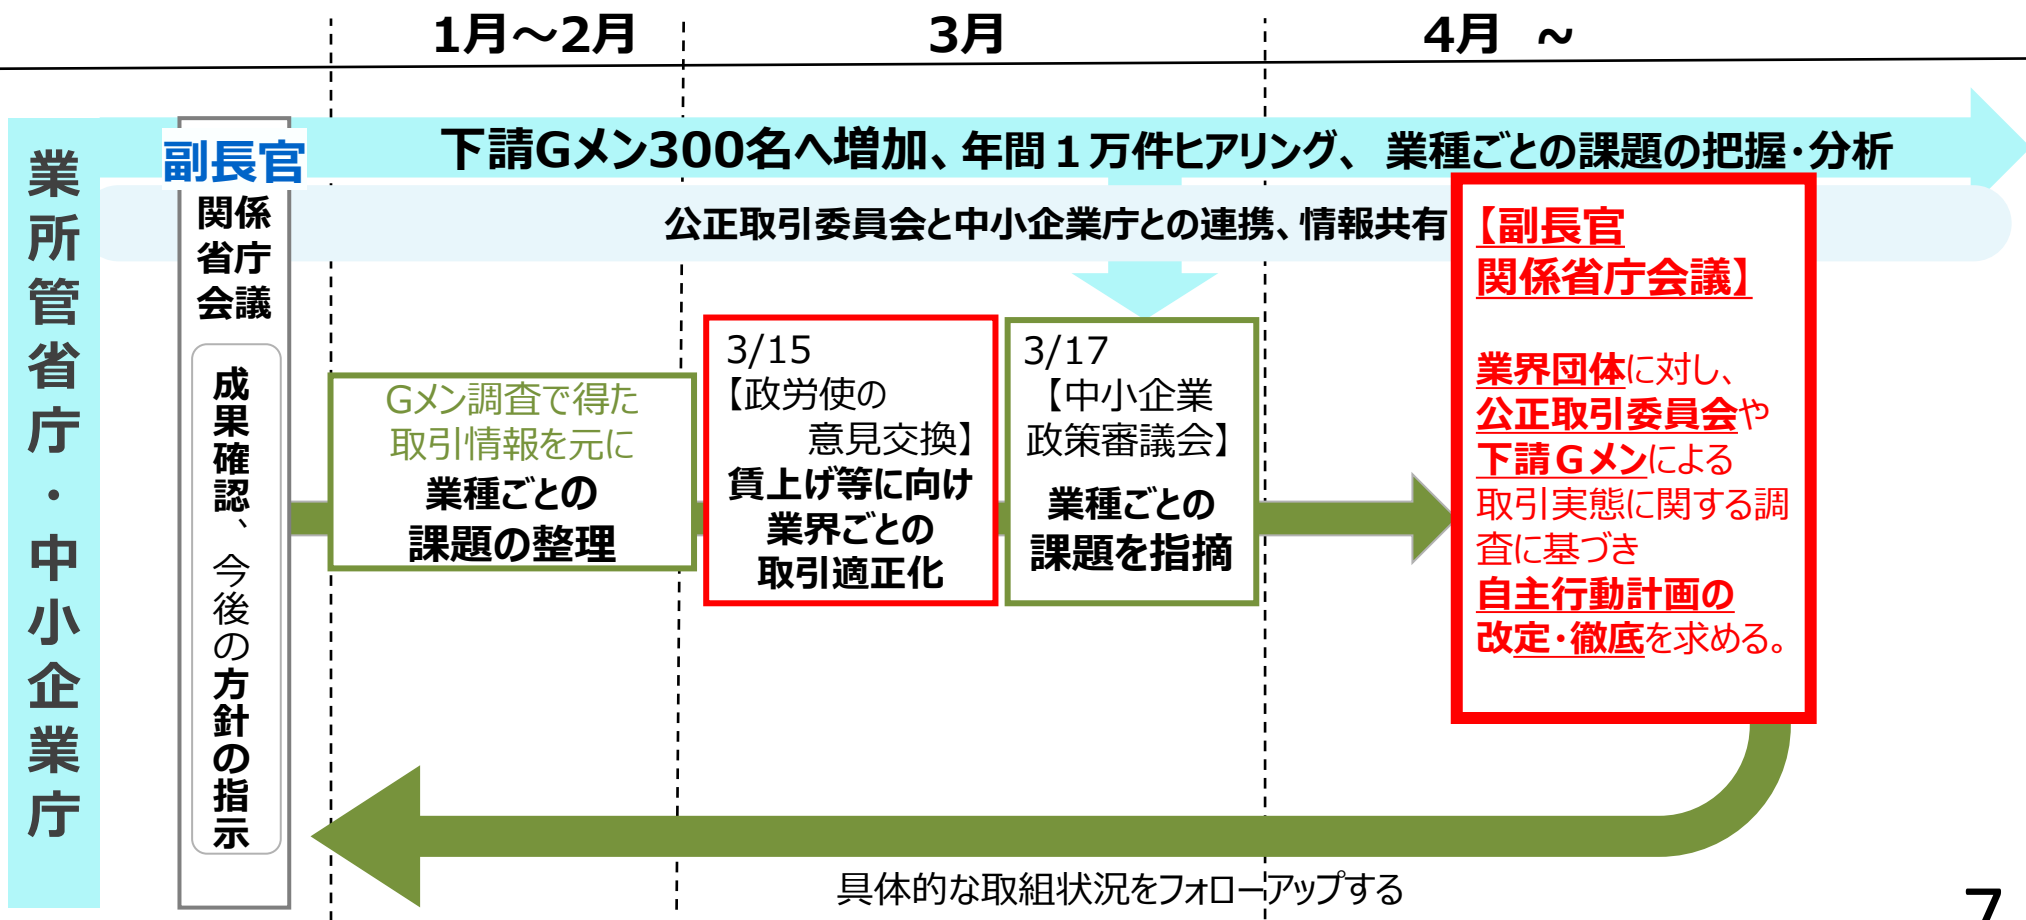 1月～2月
3月
4月 ~
業所管省庁・中小企業庁
副長官
関係
省庁
会議
成果確認、今後の方針の指示
下請Gメン300名へ増加、年間１万件ヒアリング、 業種ごとの課題の把握・分析
公正取引委員会と中小企業庁との連携、情報共有
Gメン調査で得た
取引情報を元に
業種ごとの
課題の整理
3/15
【政労使の
意見交換】
賃上げ等に向け
業界ごとの
取引適正化
3/17
【中小企業
政策審議会】
業種ごとの
課題を指摘
【副長官
関係省庁会議】
業界団体に対し、
公正取引委員会や
下請Ｇメンによる
取引実態に関する調
査に基づき
自主行動計画の
改定・徹底を求める。
具体的な取組状況をフォローアップする
7